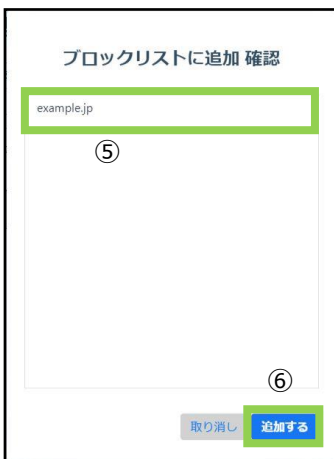 ブロックリストに追加 確認
example.jp
⑤
⑥
取り消し 追加する